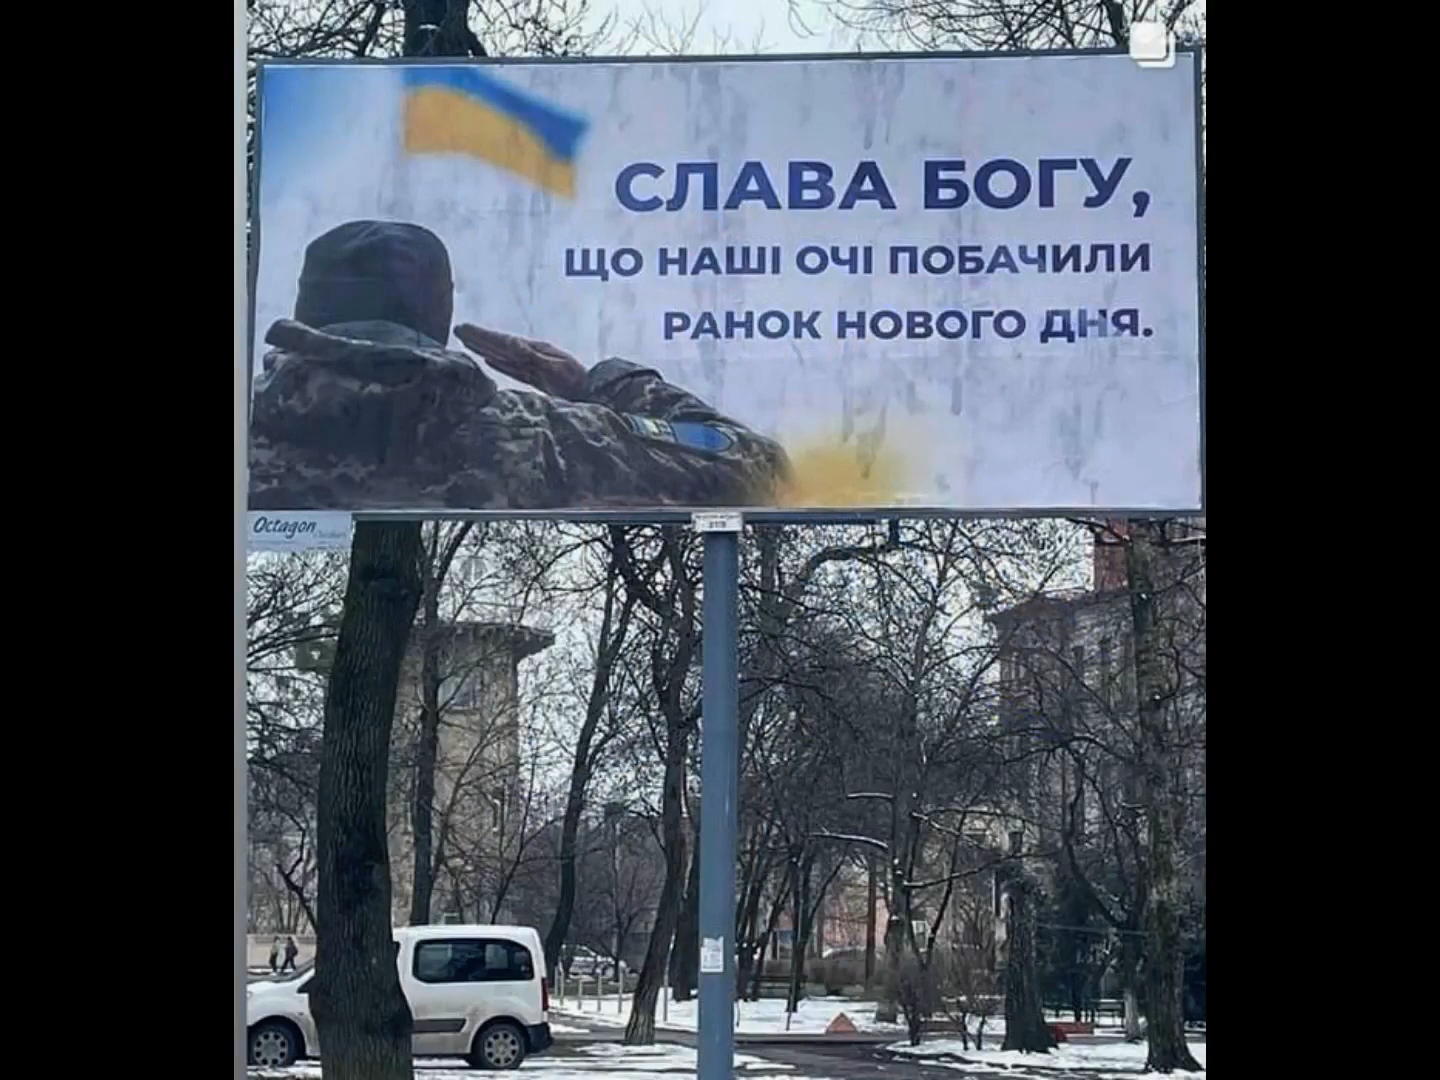 СЛАВА БОГУ,
ЩО НАШІ ОЧІ ПОБАЧИЛИ
РАНОК НОВОГО ДНЯ.
Octagon